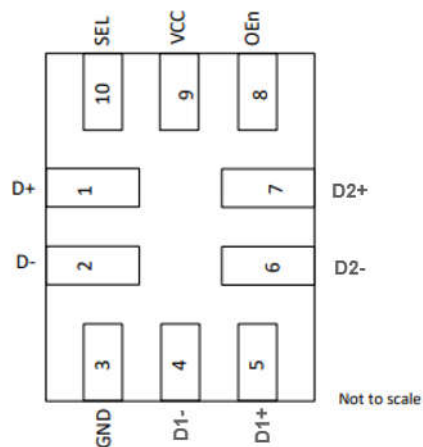 SEL VCC OEn
10 9 8
D+ 1 7 D2+
D- 2 6 D2-
3 4 5
Not to scale
GND D1- D1+